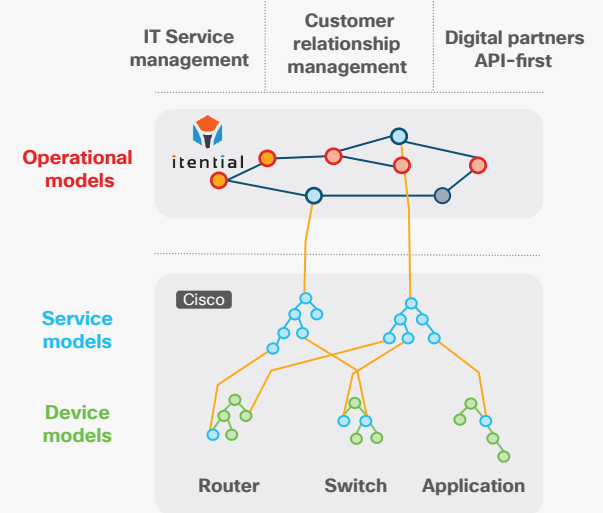 IT Service
management
Customer
relationship
management
Digital partners
API-first
Operational
models
itential
Cisco
Service
models
Device
models
Router
Switch
Application